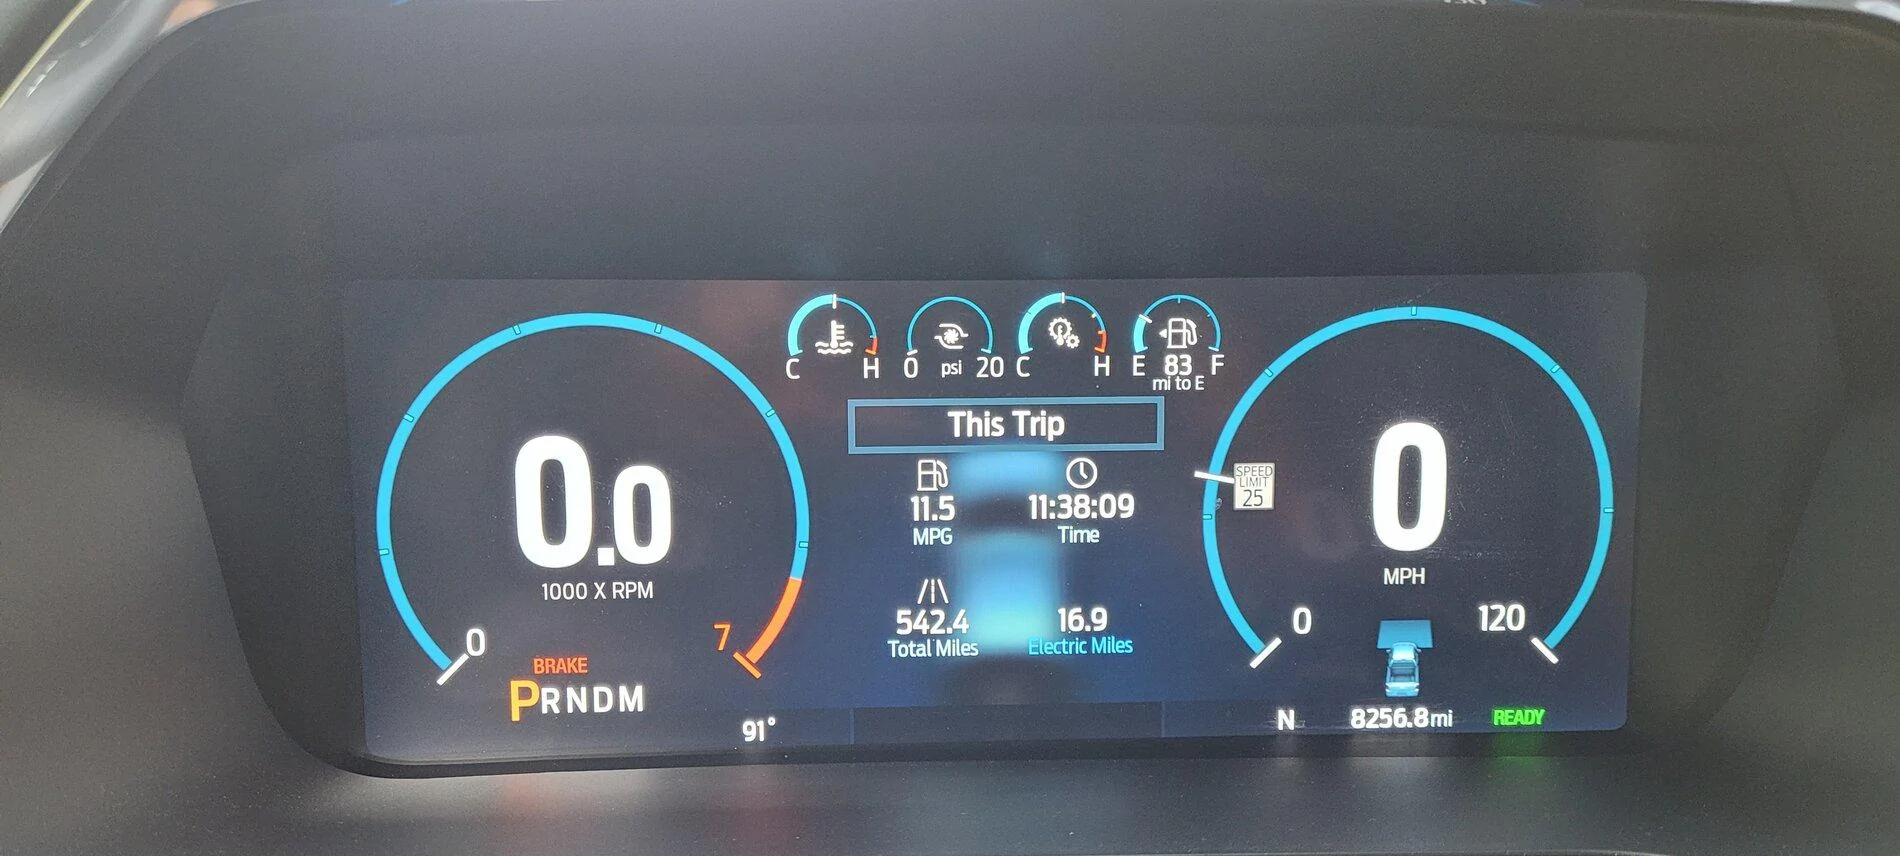 C H 0 psi 20 C H E 83 F
mi to E
This Trip
11.5
MPG
11:38:09
Time
542.4
Total Miles
16.9
Electric Miles
0.0
1000 X RPM
0
7
BRAKE
PRNDM
91°
SPEED
LIMIT
25
0
MPH
0
120
N
8256.8mi
READY